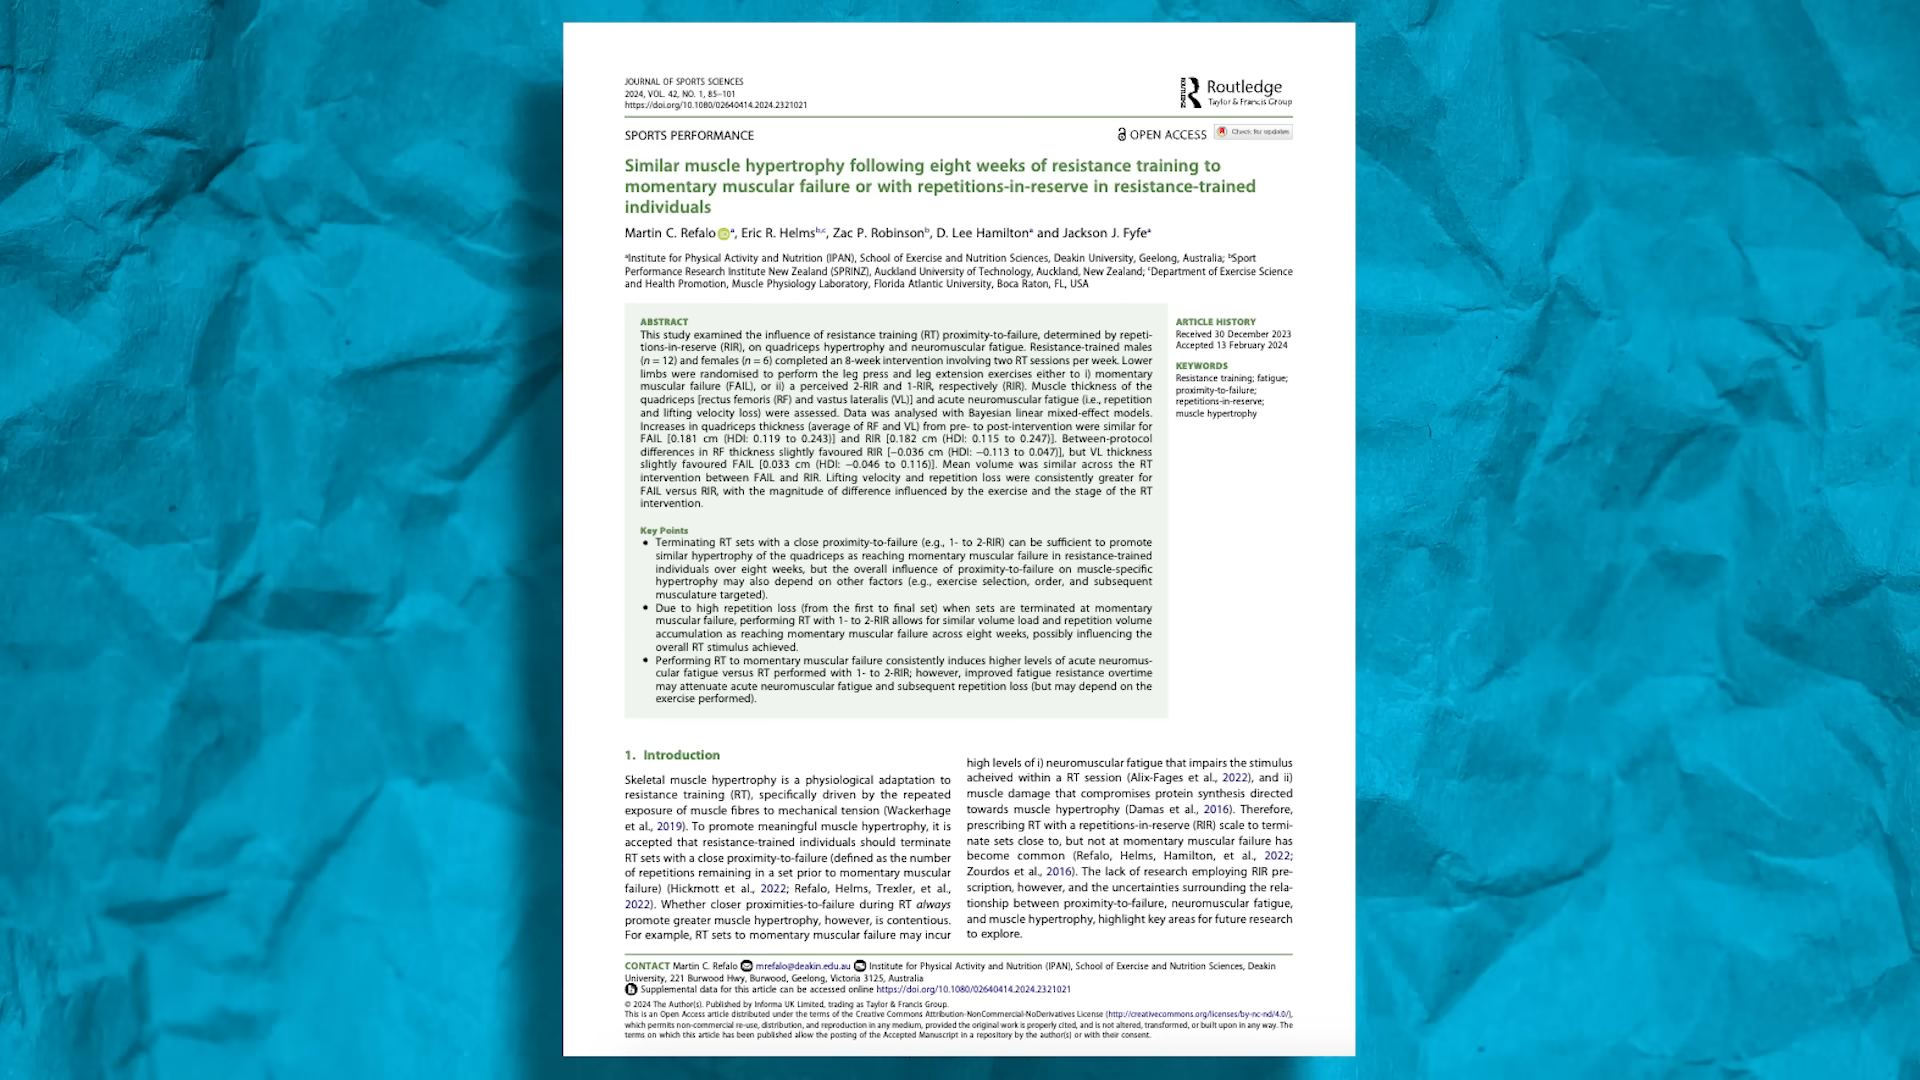 JOURNAL OF SPORTS SCIENCES
2024, VOL. 42, NO. 1, 85–101
https://doi.org/10.1080/02640414.2024.2321021
ROUTLEDGE
Routledge
Taylor & Francis Group
SPORTS PERFORMANCE
OPEN ACCESS
Check for updates
Similar muscle hypertrophy following eight weeks of resistance training to
momentary muscular failure or with repetitions-in-reserve in resistance-trained
individuals
Martin C. Refalo iD a, Eric R. Helms b,c, Zac P. Robinson b, D. Lee Hamilton a and Jackson J. Fyfe a
aInstitute for Physical Activity and Nutrition (IPAN), School of Exercise and Nutrition Sciences, Deakin University, Geelong, Australia; bSport
Performance Research Institute New Zealand (SPRINZ), Auckland University of Technology, Auckland, New Zealand; cDepartment of Exercise Science
and Health Promotion, Muscle Physiology Laboratory, Florida Atlantic University, Boca Raton, FL, USA
ABSTRACT
This study examined the influence of resistance training (RT) proximity-to-failure, determined by repeti-
tions-in-reserve (RIR), on quadriceps hypertrophy and neuromuscular fatigue. Resistance-trained males
(n = 12) and females (n = 6) completed an 8-week intervention involving two RT sessions per week. Lower
limbs were randomised to perform the leg press and leg extension exercises either to i) momentary
muscular failure (FAIL), or ii) a perceived 2-RIR and 1-RIR, respectively (RIR). Muscle thickness of the
quadriceps [rectus femoris (RF) and vastus lateralis (VL)] and acute neuromuscular fatigue (i.e., repetition
and lifting velocity loss) were assessed. Data was analysed with Bayesian linear mixed-effect models.
Increases in quadriceps thickness (average of RF and VL) from pre- to post-intervention were similar for
FAIL [0.181 cm (HDI: 0.119 to 0.243)] and RIR [0.182 cm (HDI: 0.115 to 0.247)]. Between-protocol
differences in RF thickness slightly favoured RIR [−0.036 cm (HDI: −0.113 to 0.047)], but VL thickness
slightly favoured FAIL [0.033 cm (HDI: −0.046 to 0.116)]. Mean volume was similar across the RT
intervention between FAIL and RIR. Lifting velocity and repetition loss were consistently greater for
FAIL versus RIR, with the magnitude of difference influenced by the exercise and the stage of the RT
intervention.
Key Points
• Terminating RT sets with a close proximity-to-failure (e.g., 1- to 2-RIR) can be sufficient to promote
similar hypertrophy of the quadriceps as reaching momentary muscular failure in resistance-trained
individuals over eight weeks, but the overall influence of proximity-to-failure on muscle-specific
hypertrophy may also depend on other factors (e.g., exercise selection, order, and subsequent
musculature targeted).
• Due to high repetition loss (from the first to final set) when sets are terminated at momentary
muscular failure, performing RT with 1- to 2-RIR allows for similar volume load and repetition volume
accumulation as reaching momentary muscular failure across eight weeks, possibly influencing the
overall RT stimulus achieved.
• Performing RT to momentary muscular failure consistently induces higher levels of acute neuromus-
cular fatigue versus RT performed with 1- to 2-RIR; however, improved fatigue resistance overtime
may attenuate acute neuromuscular fatigue and subsequent repetition loss (but may depend on the
exercise performed).
ARTICLE HISTORY
Received 30 December 2023
Accepted 13 February 2024
KEYWORDS
Resistance training; fatigue;
proximity-to-failure;
repetitions-in-reserve;
muscle hypertrophy
1. Introduction
Skeletal muscle hypertrophy is a physiological adaptation to
resistance training (RT), specifically driven by the repeated
exposure of muscle fibres to mechanical tension (Wackerhage
et al., 2019). To promote meaningful muscle hypertrophy, it is
accepted that resistance-trained individuals should terminate
RT sets with a close proximity-to-failure (defined as the number
of repetitions remaining in a set prior to momentary muscular
failure) (Hickmott et al., 2022; Refalo, Helms, Trexler, et al.,
2022). Whether closer proximities-to-failure during RT always
promote greater muscle hypertrophy, however, is contentious.
For example, RT sets to momentary muscular failure may incur
high levels of i) neuromuscular fatigue that impairs the stimulus
acheived within a RT session (Alix-Fages et al., 2022), and ii)
muscle damage that compromises protein synthesis directed
towards muscle hypertrophy (Damas et al., 2016). Therefore,
prescribing RT with a repetitions-in-reserve (RIR) scale to termi-
nate sets close to, but not at momentary muscular failure has
become common (Refalo, Helms, Hamilton, et al., 2022;
Zourdos et al., 2016). The lack of research employing RIR pre-
scription, however, and the uncertainties surrounding the rela-
tionship between proximity-to-failure, neuromuscular fatigue,
and muscle hypertrophy, highlight key areas for future research
to explore.
CONTACT Martin C. Refalo mrefalo@deakin.edu.au Institute for Physical Activity and Nutrition (IPAN), School of Exercise and Nutrition Sciences, Deakin
University, 221 Burwood Hwy, Burwood, Geelong, Victoria 3125, Australia
Supplemental data for this article can be accessed online https://doi.org/10.1080/02640414.2024.2321021
© 2024 The Author(s). Published by Informa UK Limited, trading as Taylor & Francis Group.
This is an Open Access article distributed under the terms of the Creative Commons Attribution-NonCommercial-NoDerivatives License (http://creativecommons.org/licenses/by-nc-nd/4.0/),
which permits non-commercial re-use, distribution, and reproduction in any medium, provided the original work is properly cited, and is not altered, transformed, or built upon in any way. The
terms on which this article has been published allow the posting of the Accepted Manuscript in a repository by the author(s) or with their consent.